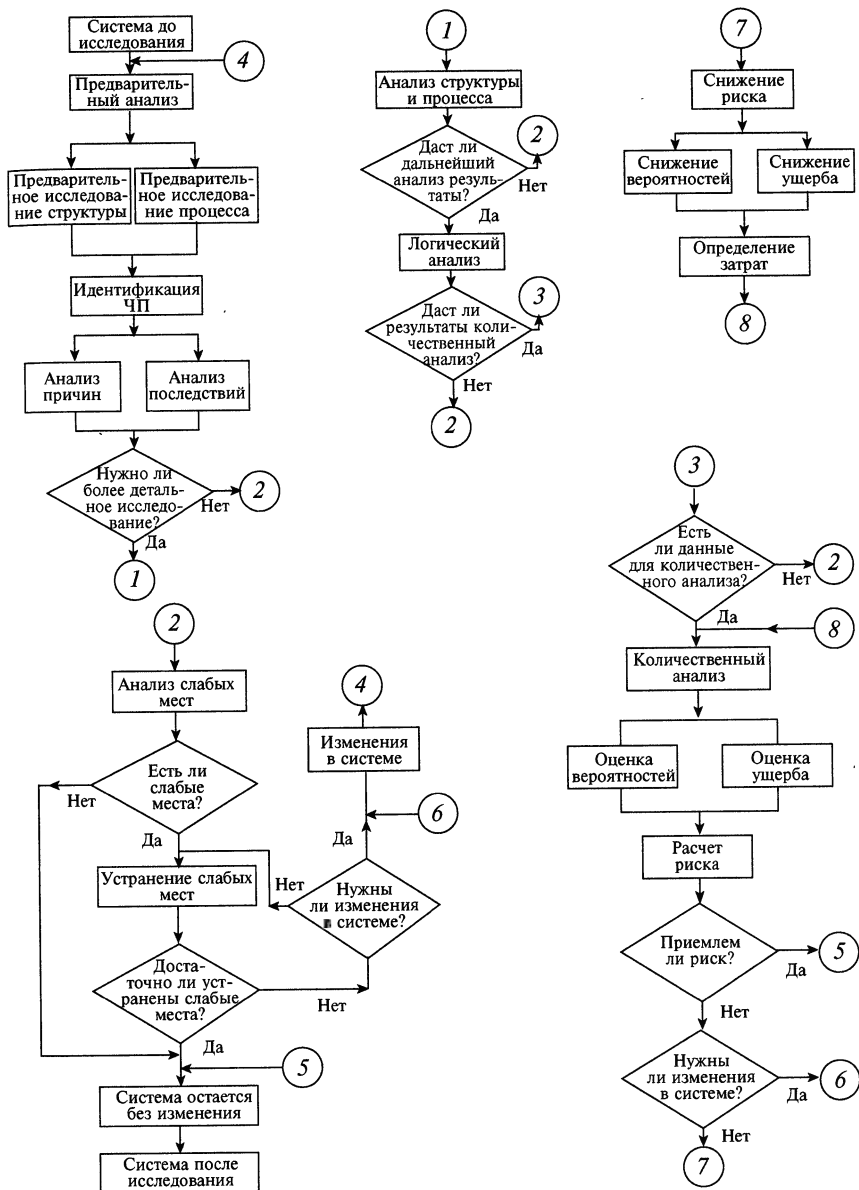 Система до
исследования
4
Предваритель-
ный анализ
Предваритель-
ное исследова-
ние структуры
Предваритель-
ное исследова-
ние процесса
Идентификация
ЧП
Анализ
причин
Анализ
последствий
Нужно ли
более деталь-
ное исследо-
вание?
Нет
2
Да
1
1
Анализ структуры
и процесса
Даст ли
дальнейший
анализ резуль-
таты?
Нет
2
Да
Логический
анализ
Даст ли
результаты коли-
чественный
анализ?
Да
3
Нет
2
7
Снижение
риска
Снижение
вероятностей
Снижение
ущерба
Определение
затрат
8
2
Анализ слабых
мест
Есть ли
слабые
места?
Нет
Да
Устранение слабых
мест
Доста-
точно ли уст-
ранены слабые
места?
Нет
Да
5
Система остается
без изменения
Система после
исследования
4
Изменения
в системе
6
Да
Нет
Нужны
ли изменения
в системе?
3
Есть
ли данные
для количествен-
ного анализа?
Нет
2
Да
8
Количественный
анализ
Оценка
вероятностей
Оценка
ущерба
Расчет
риска
Приемлем
ли риск?
Да
5
Нет
Нужны
ли изменения
в системе?
Да
6
Нет
7